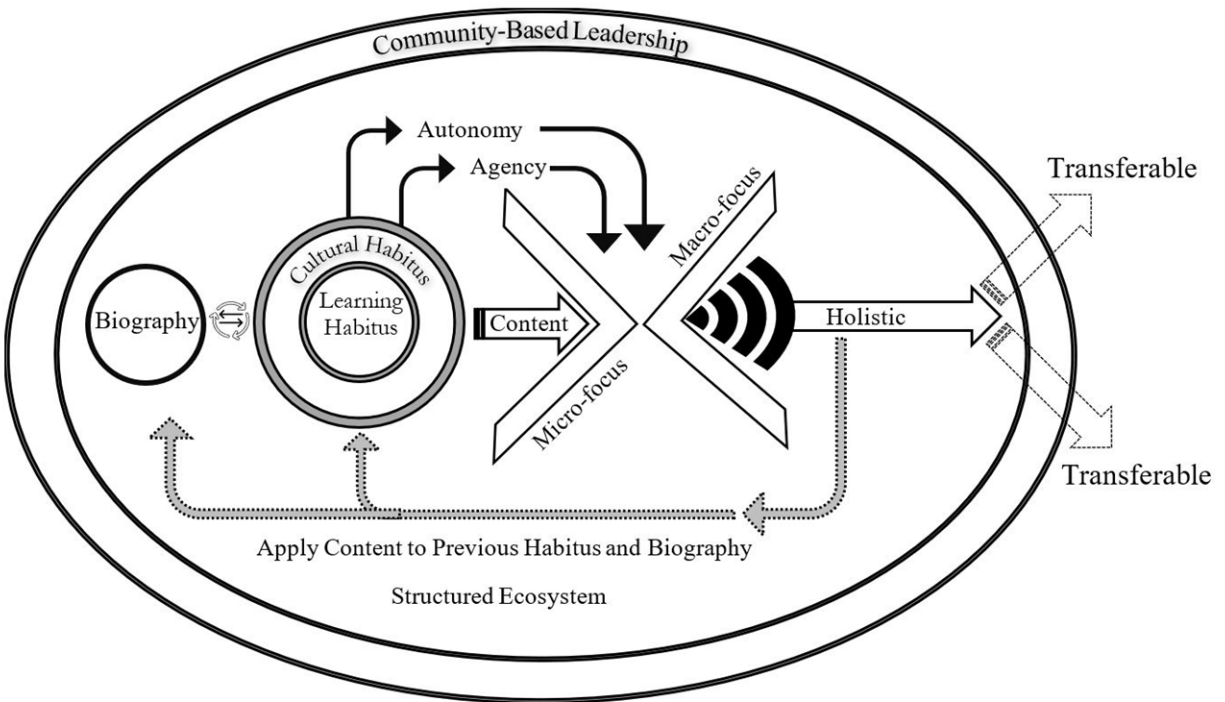 Community-Based Leadership
Autonomy
Agency
Transferable
Macro-focus
Cultural Habitus
Learning
Habitus
Biography
Content
Holistic
Micro-focus
Transferable
Apply Content to Previous Habitus and Biography
Structured Ecosystem